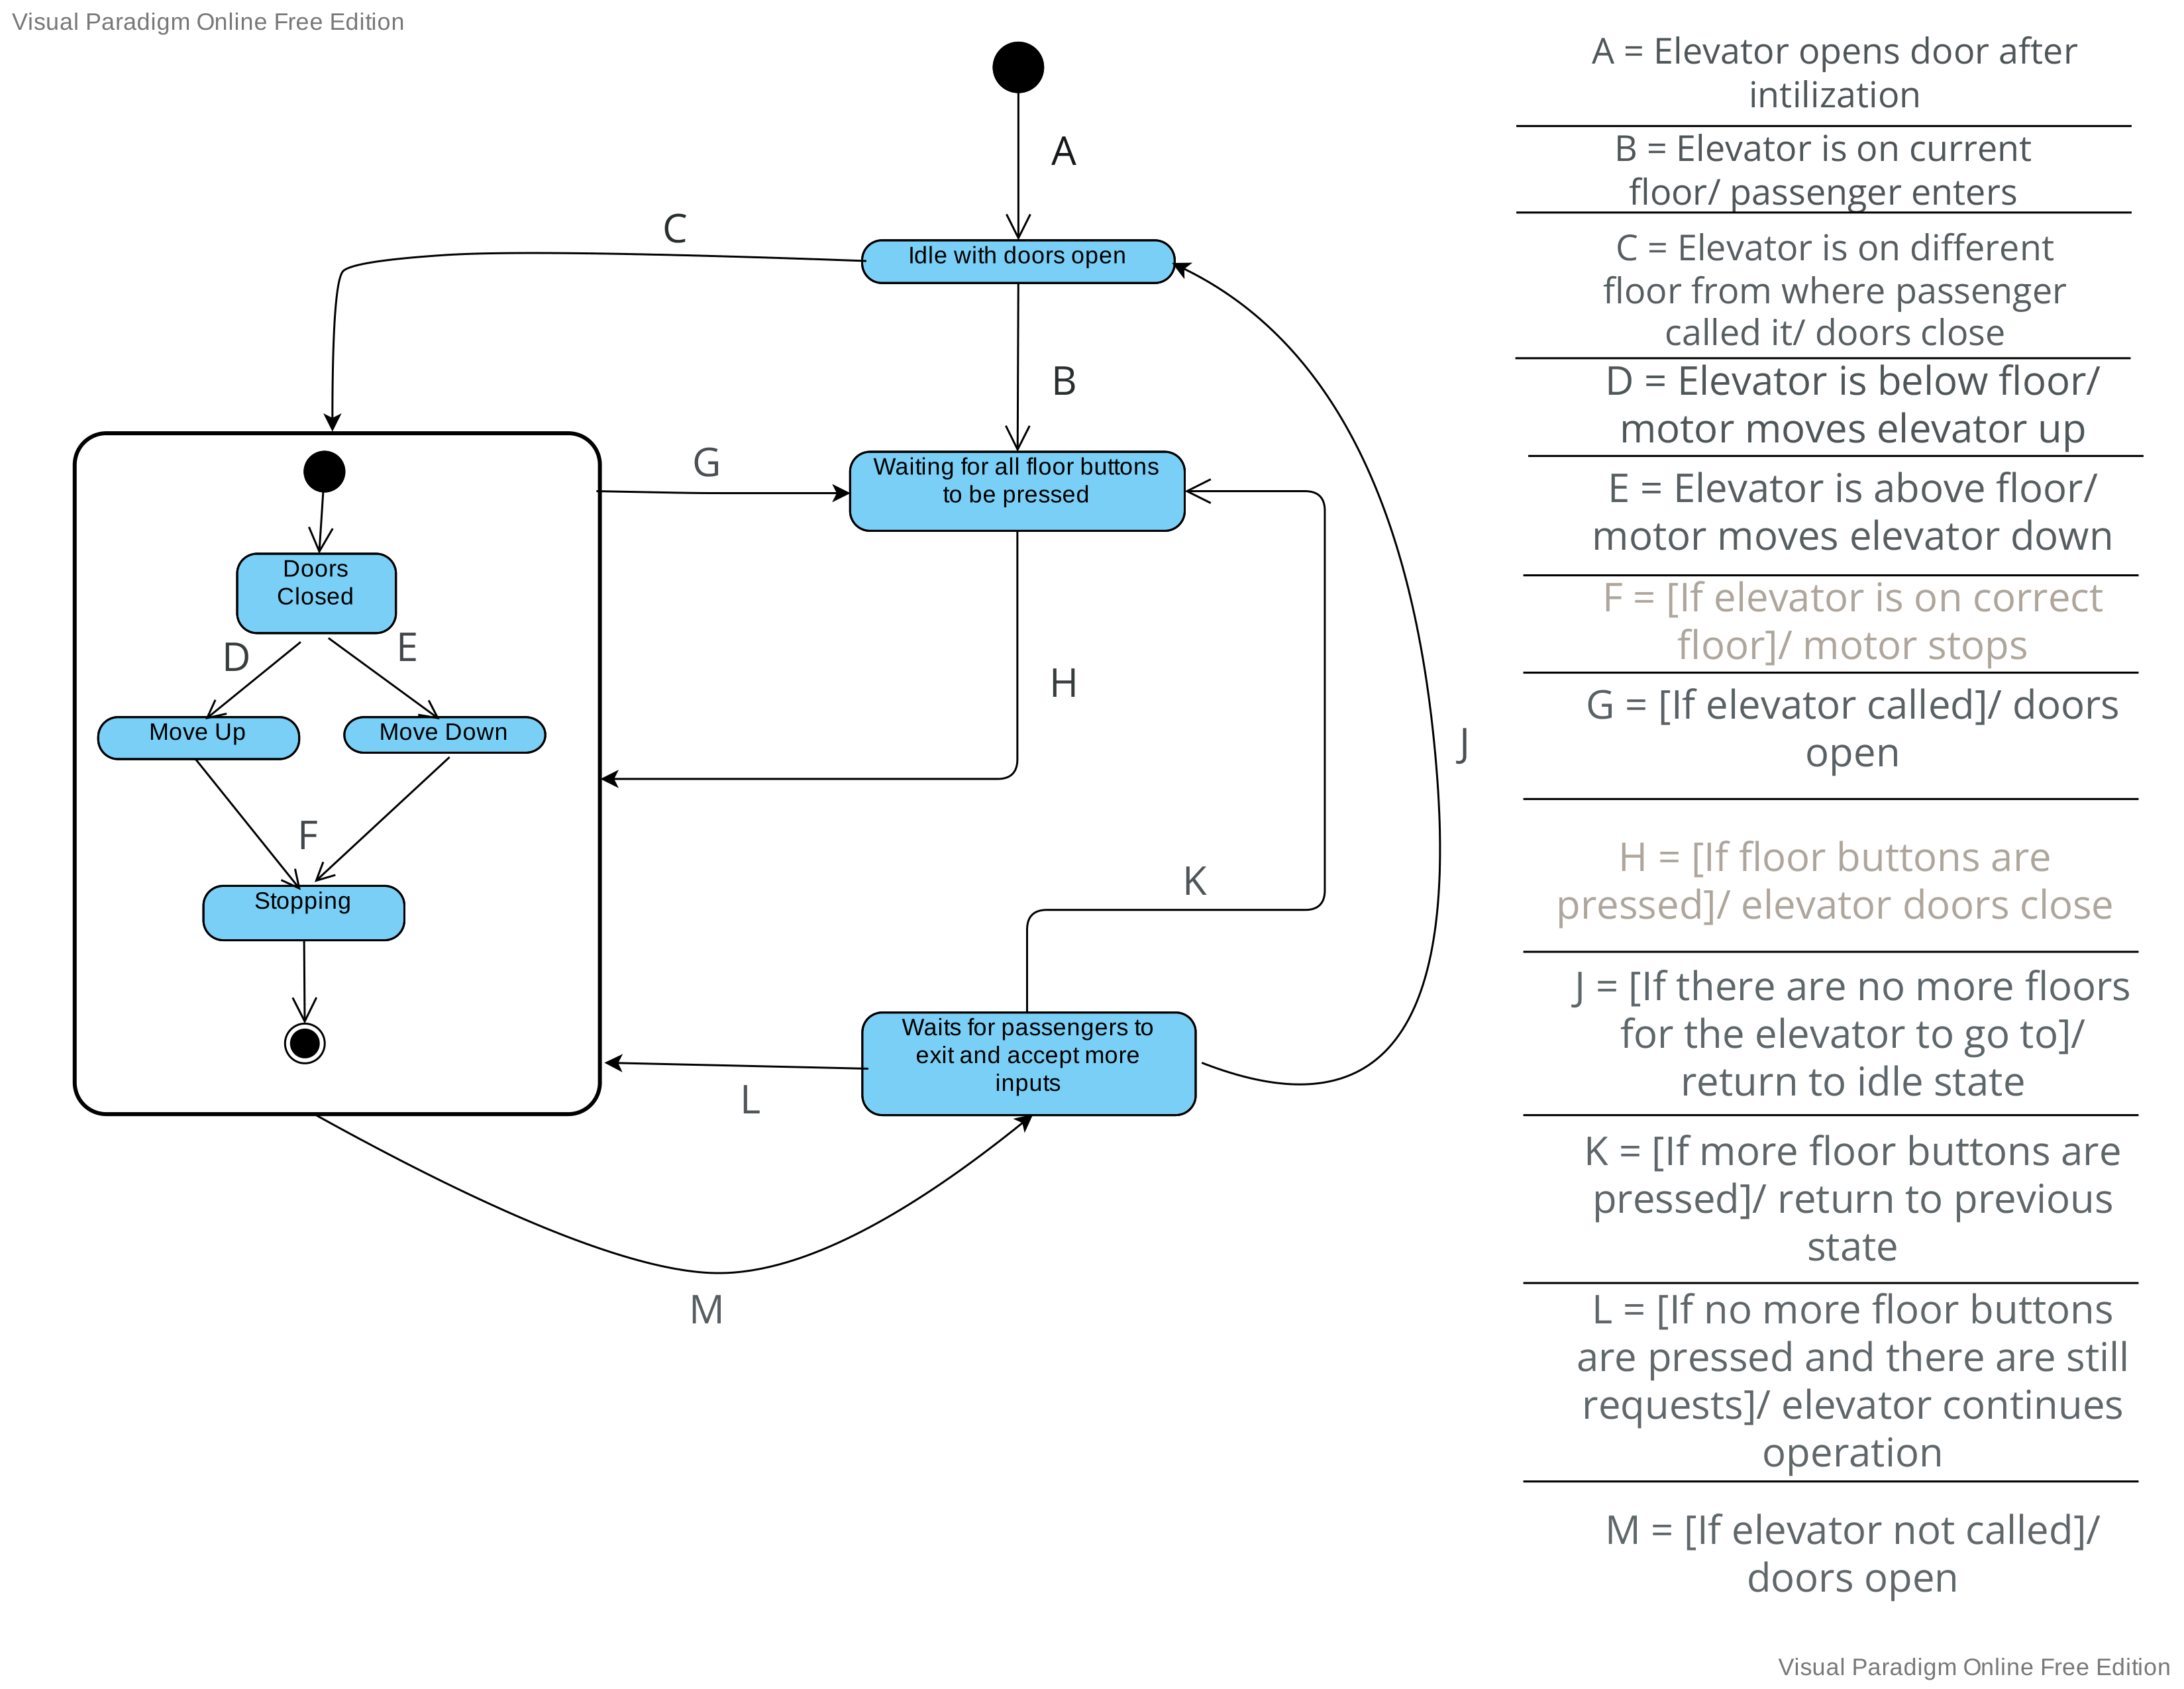 Visual Paradigm Online Free Edition
A
C
Idle with doors open
B
G
Waiting for all floor buttons
to be pressed
Doors
Closed
D
E
H
Move Up
Move Down
J
F
K
Stopping
Waits for passengers to
exit and accept more
inputs
L
M
A = Elevator opens door after
intilization
B = Elevator is on current
floor/ passenger enters
C = Elevator is on different
floor from where passenger
called it/ doors close
D = Elevator is below floor/
motor moves elevator up
E = Elevator is above floor/
motor moves elevator down
F = [If elevator is on correct
floor]/ motor stops
G = [If elevator called]/ doors
open
H = [If floor buttons are
pressed]/ elevator doors close
J = [If there are no more floors
for the elevator to go to]/
return to idle state
K = [If more floor buttons are
pressed]/ return to previous
state
L = [If no more floor buttons
are pressed and there are still
requests]/ elevator continues
operation
M = [If elevator not called]/
doors open
Visual Paradigm Online Free Edition